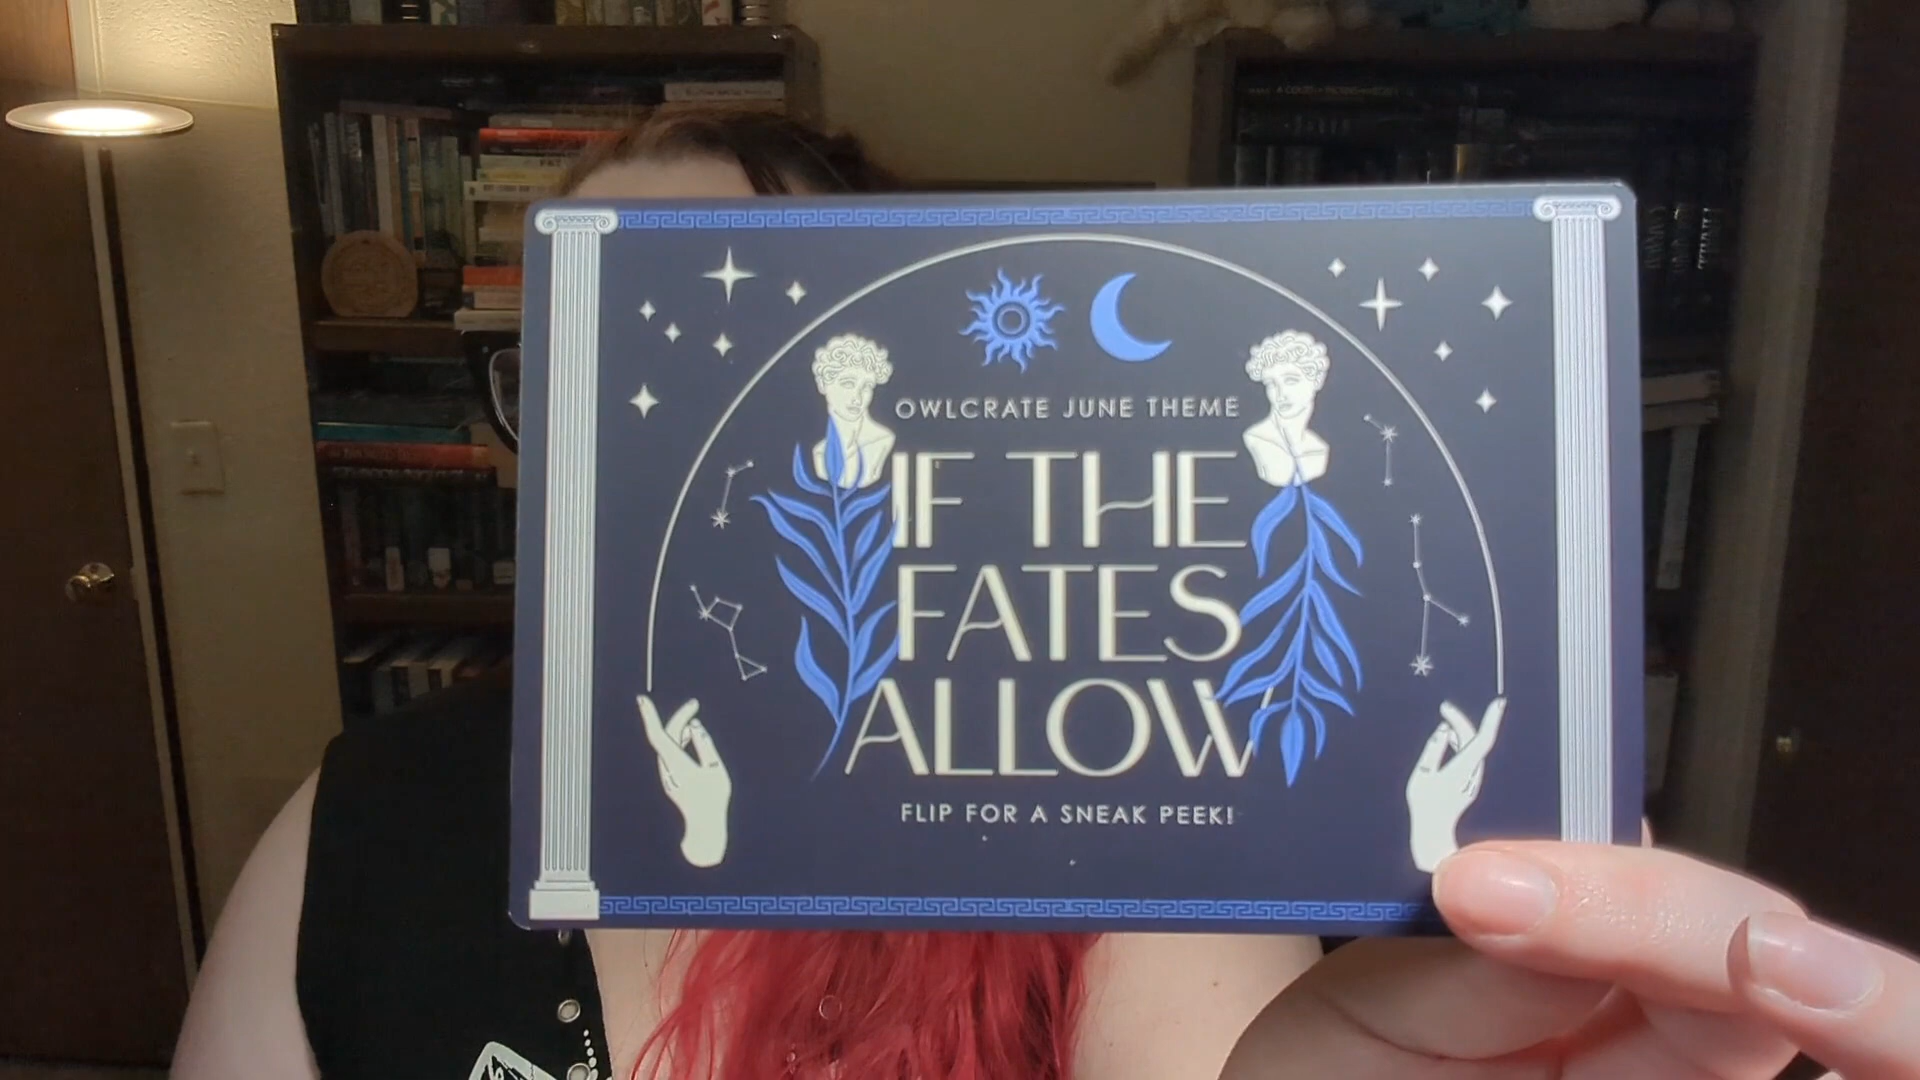 OWLCRATE JUNE THEME
IF THE
FATES
ALLOW
FLIP FOR A SNEAK PEEK!